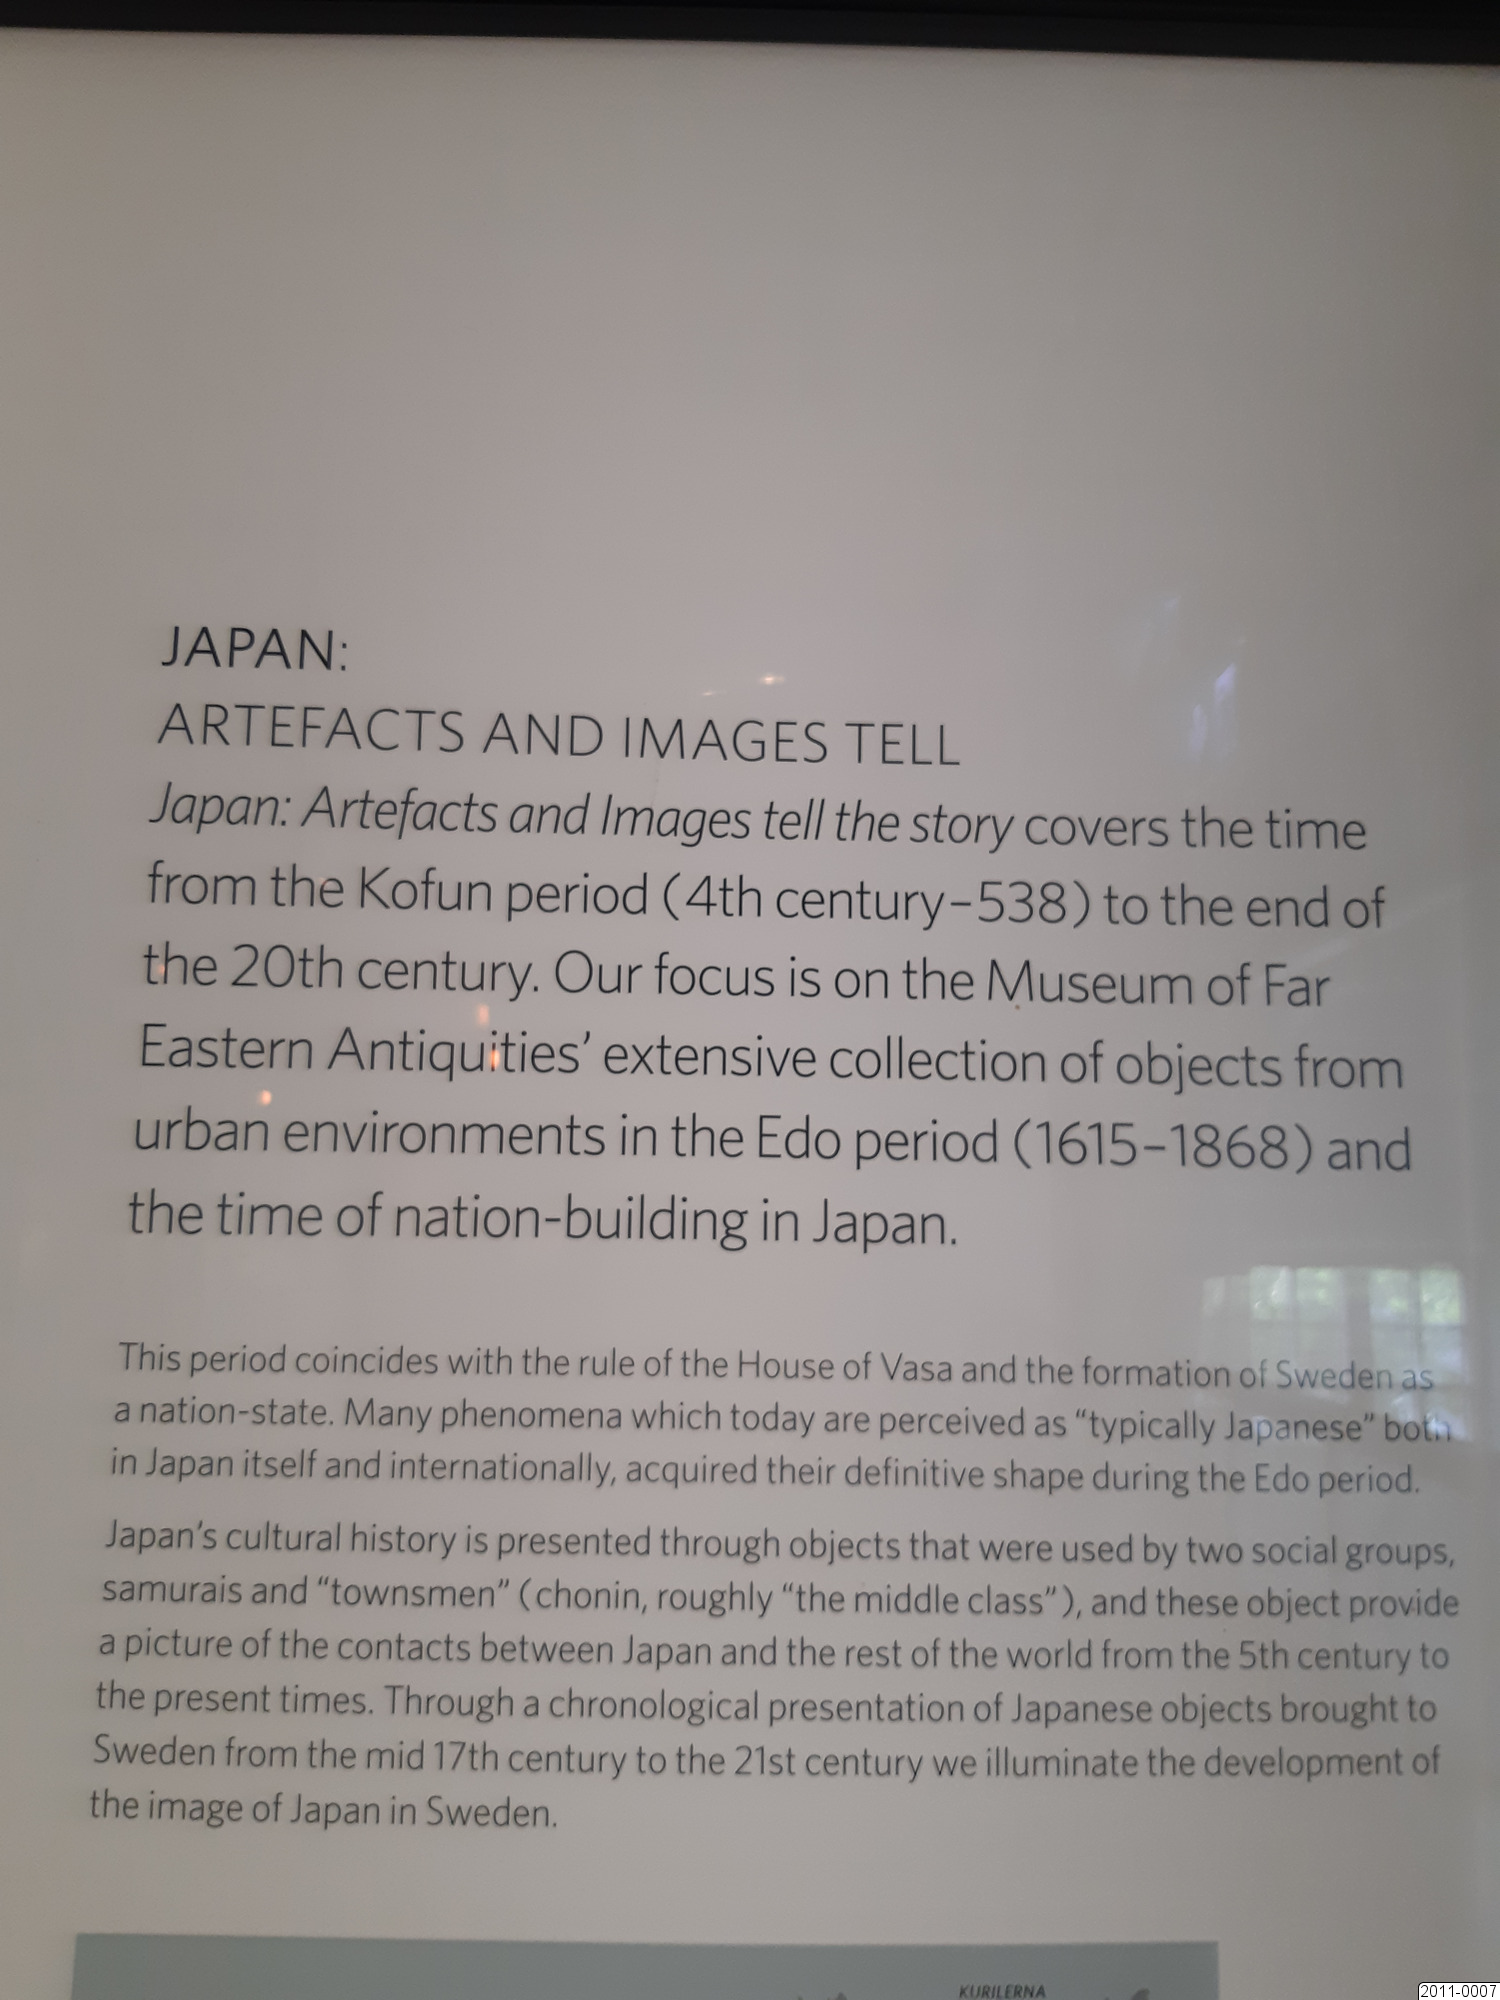 JAPAN:
ARTEFACTS AND IMAGES TELL
Japan: Artefacts and Images tell the story covers the time
from the Kofun period (4th century–538) to the end of
the 20th century. Our focus is on the Museum of Far
Eastern Antiquities’ extensive collection of objects from
urban environments in the Edo period (1615–1868) and
the time of nation-building in Japan.
This period coincides with the rule of the House of Vasa and the formation of Sweden as
a nation-state. Many phenomena which today are perceived as “typically Japanese” both
in Japan itself and internationally, acquired their definitive shape during the Edo period.
Japan’s cultural history is presented through objects that were used by two social groups,
samurais and “townsmen” (chonin, roughly “the middle class”), and these object provide
a picture of the contacts between Japan and the rest of the world from the 5th century to
the present times. Through a chronological presentation of Japanese objects brought to
Sweden from the mid 17th century to the 21st century we illuminate the development of
the image of Japan in Sweden.
KURILERNA
2011-0007